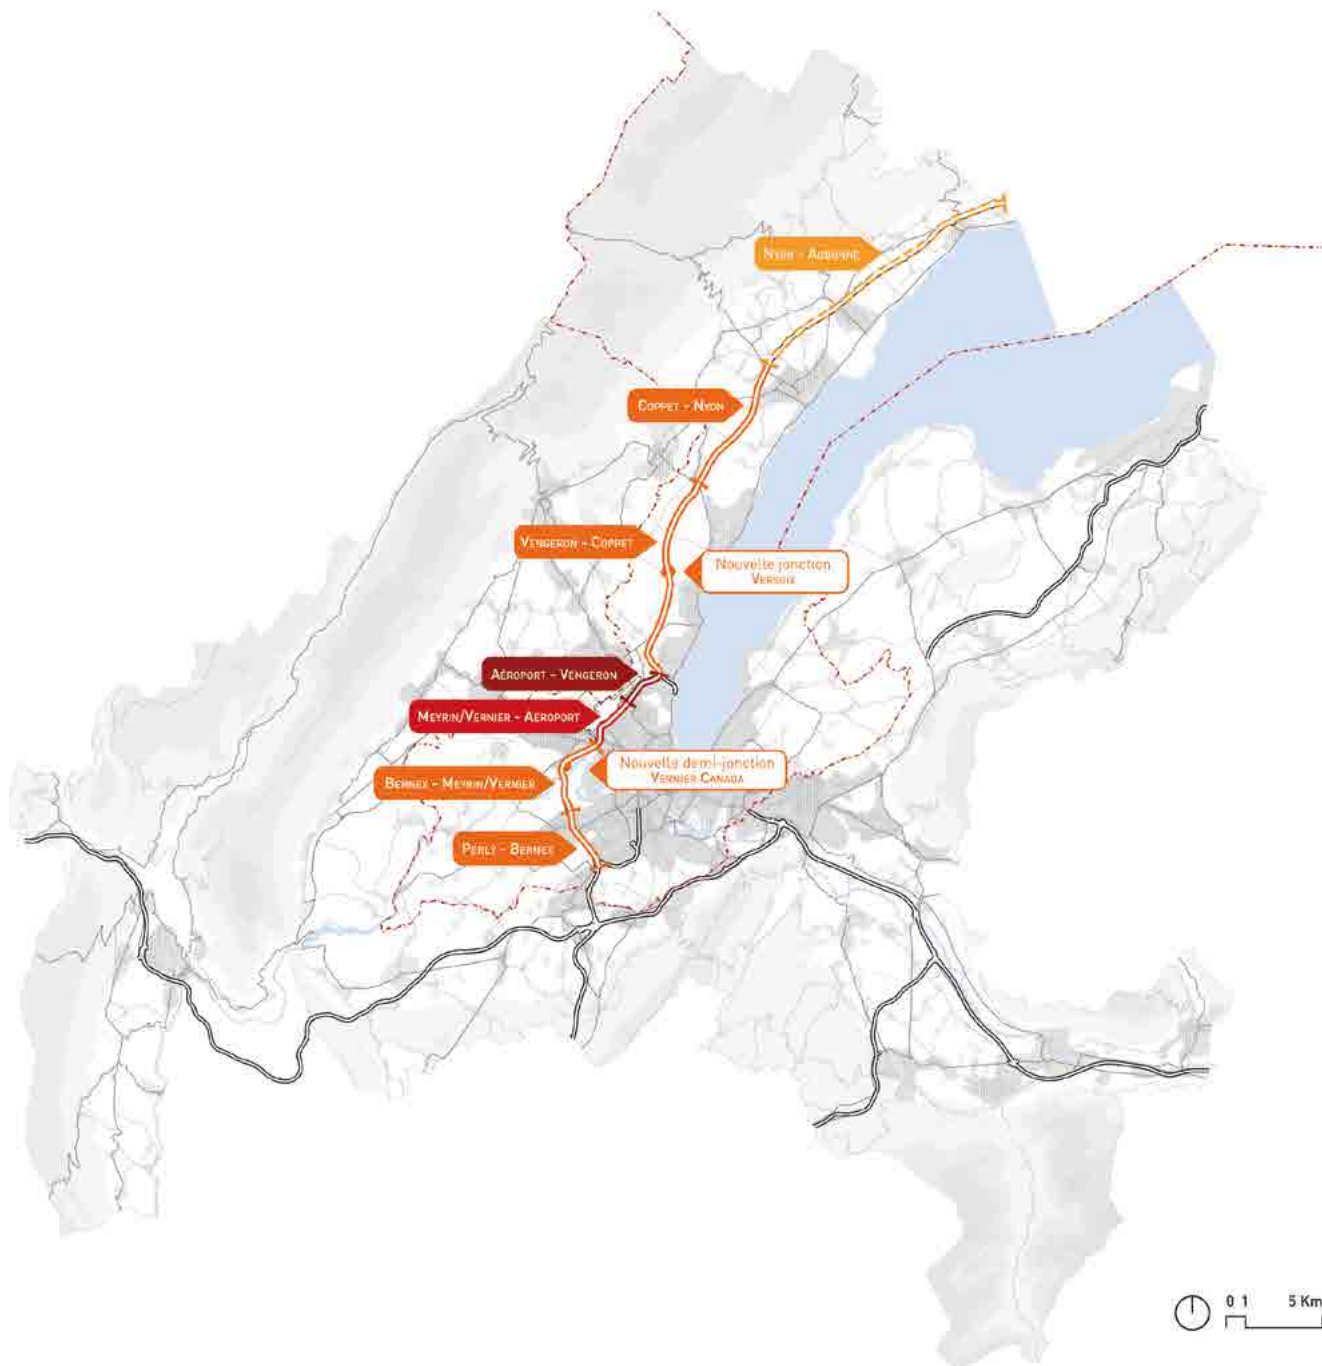 NYON - AUBONNE
COPPET - NYON
VENGERON - COPPET
Nouvelle jonction
VERSOIX
AÉROPORT - VENGERON
MEYRIN/VERNIER - AÉROPORT
Nouvelle demi-jonction
VERNIER CANADA
BERNEX - MEYRIN/VERNIER
PERLY - BERNEX
0 1 5 Km